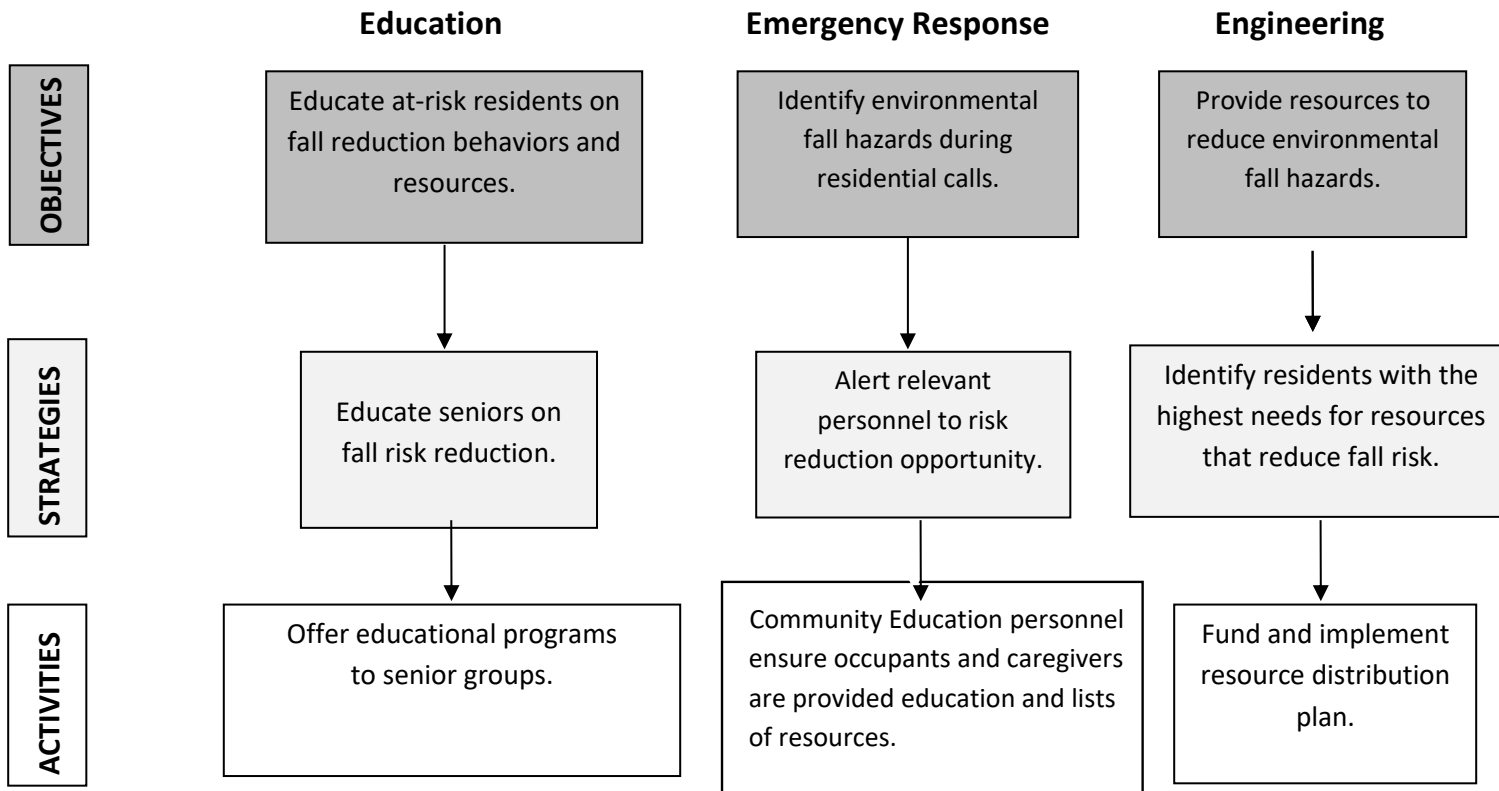 Education
Emergency Response
Engineering
OBJECTIVES
Educate at-risk residents on
fall reduction behaviors and
resources.
Identify environmental
fall hazards during
residential calls.
Provide resources to
reduce environmental
fall hazards.
STRATEGIES
Educate seniors on
fall risk reduction.
Alert relevant
personnel to risk
reduction opportunity.
Identify residents with the
highest needs for resources
that reduce fall risk.
ACTIVITIES
Offer educational programs
to senior groups.
Community Education personnel
ensure occupants and caregivers
are provided education and lists
of resources.
Fund and implement
resource distribution
plan.